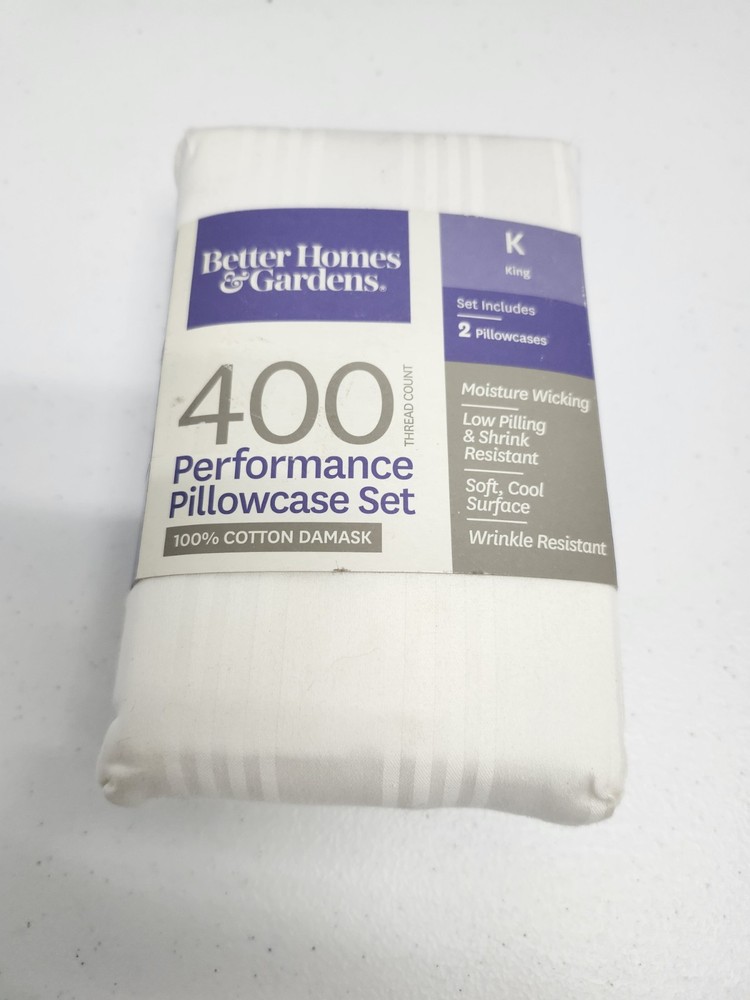 Better Homes
& Gardens®
400
THREAD COUNT
Performance
Pillowcase Set
100% COTTON DAMASK
K
King
Set Includes
2 Pillowcases
Moisture Wicking
Low Pilling
& Shrink
Resistant
Soft, Cool
Surface
Wrinkle Resistant